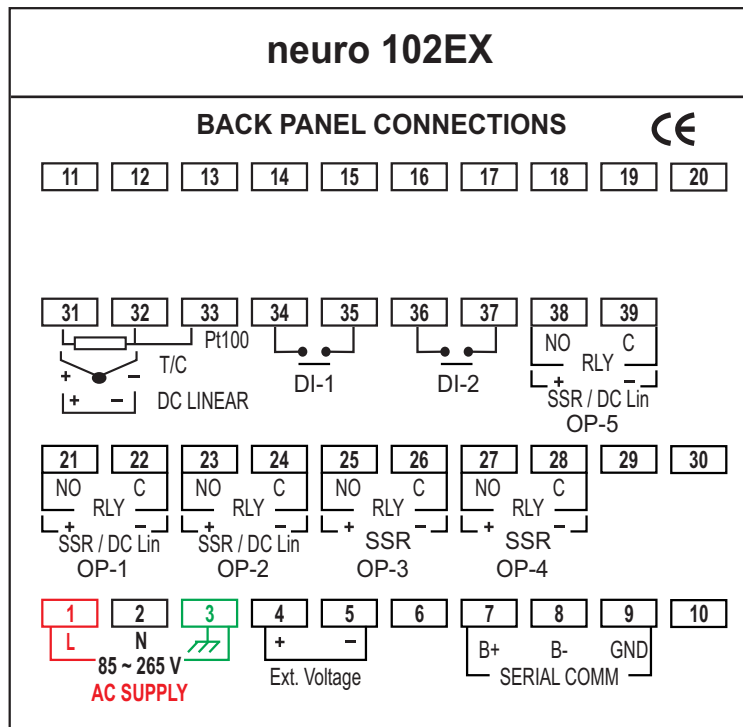 neuro 102EX
BACK PANEL CONNECTIONS CE
11 12 13 14 15 16 17 18 19 20
31 32 33 34 35 36 37 38 39
Pt100 NO C
T/C DI-1 DI-2 RLY
+ − + −
+ − DC LINEAR SSR / DC Lin
OP-5
21 22 23 24 25 26 27 28 29 30
NO C NO C NO C NO C
RLY RLY RLY RLY
+ − + − + − + −
SSR / DC Lin SSR / DC Lin SSR SSR
OP-1 OP-2 OP-3 OP-4
1 2 3 4 5 6 7 8 9 10
L N + − B+ B- GND
85 ~ 265 V Ext. Voltage SERIAL COMM
AC SUPPLY